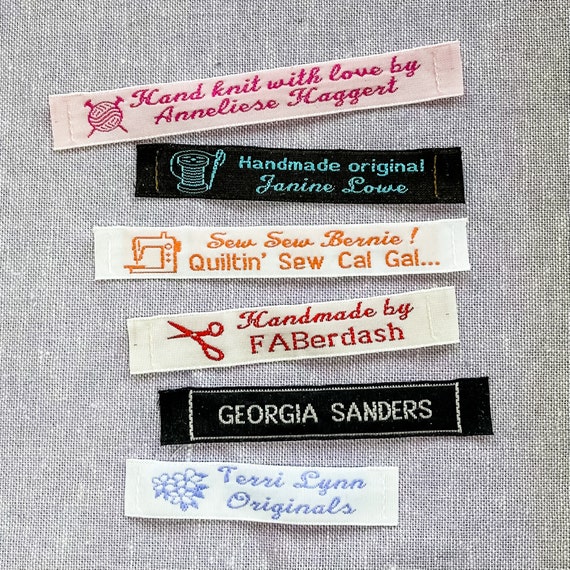 Hand knit with love by
Anneliese Haggert
Handmade original
Janine Lowe
Sew Sew Bernie !
Quiltin' Sew Cal Gal...
Handmade by
FABerdash
GEORGIA SANDERS
Terri Lynn
Originals